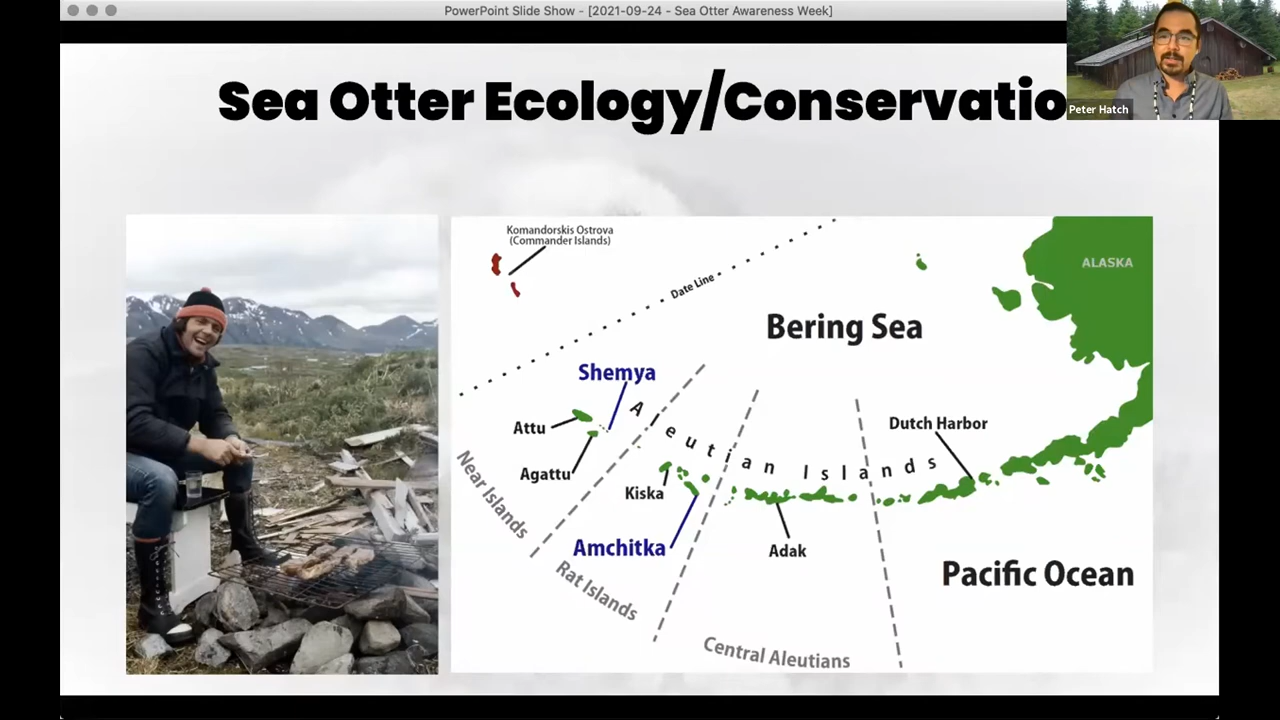 PowerPoint Slide Show - [2021-09-24 - Sea Otter Awareness Week]
Sea Otter Ecology/Conservatio
Peter Hatch
Komandorskis Ostrova
(Commander Islands)
ALASKA
Date Line
Bering Sea
Shemya
Aleutian Islands
Attu
Dutch Harbor
Agattu
Kiska
Near Islands
Amchitka
Adak
Rat Islands
Pacific Ocean
Central Aleutians